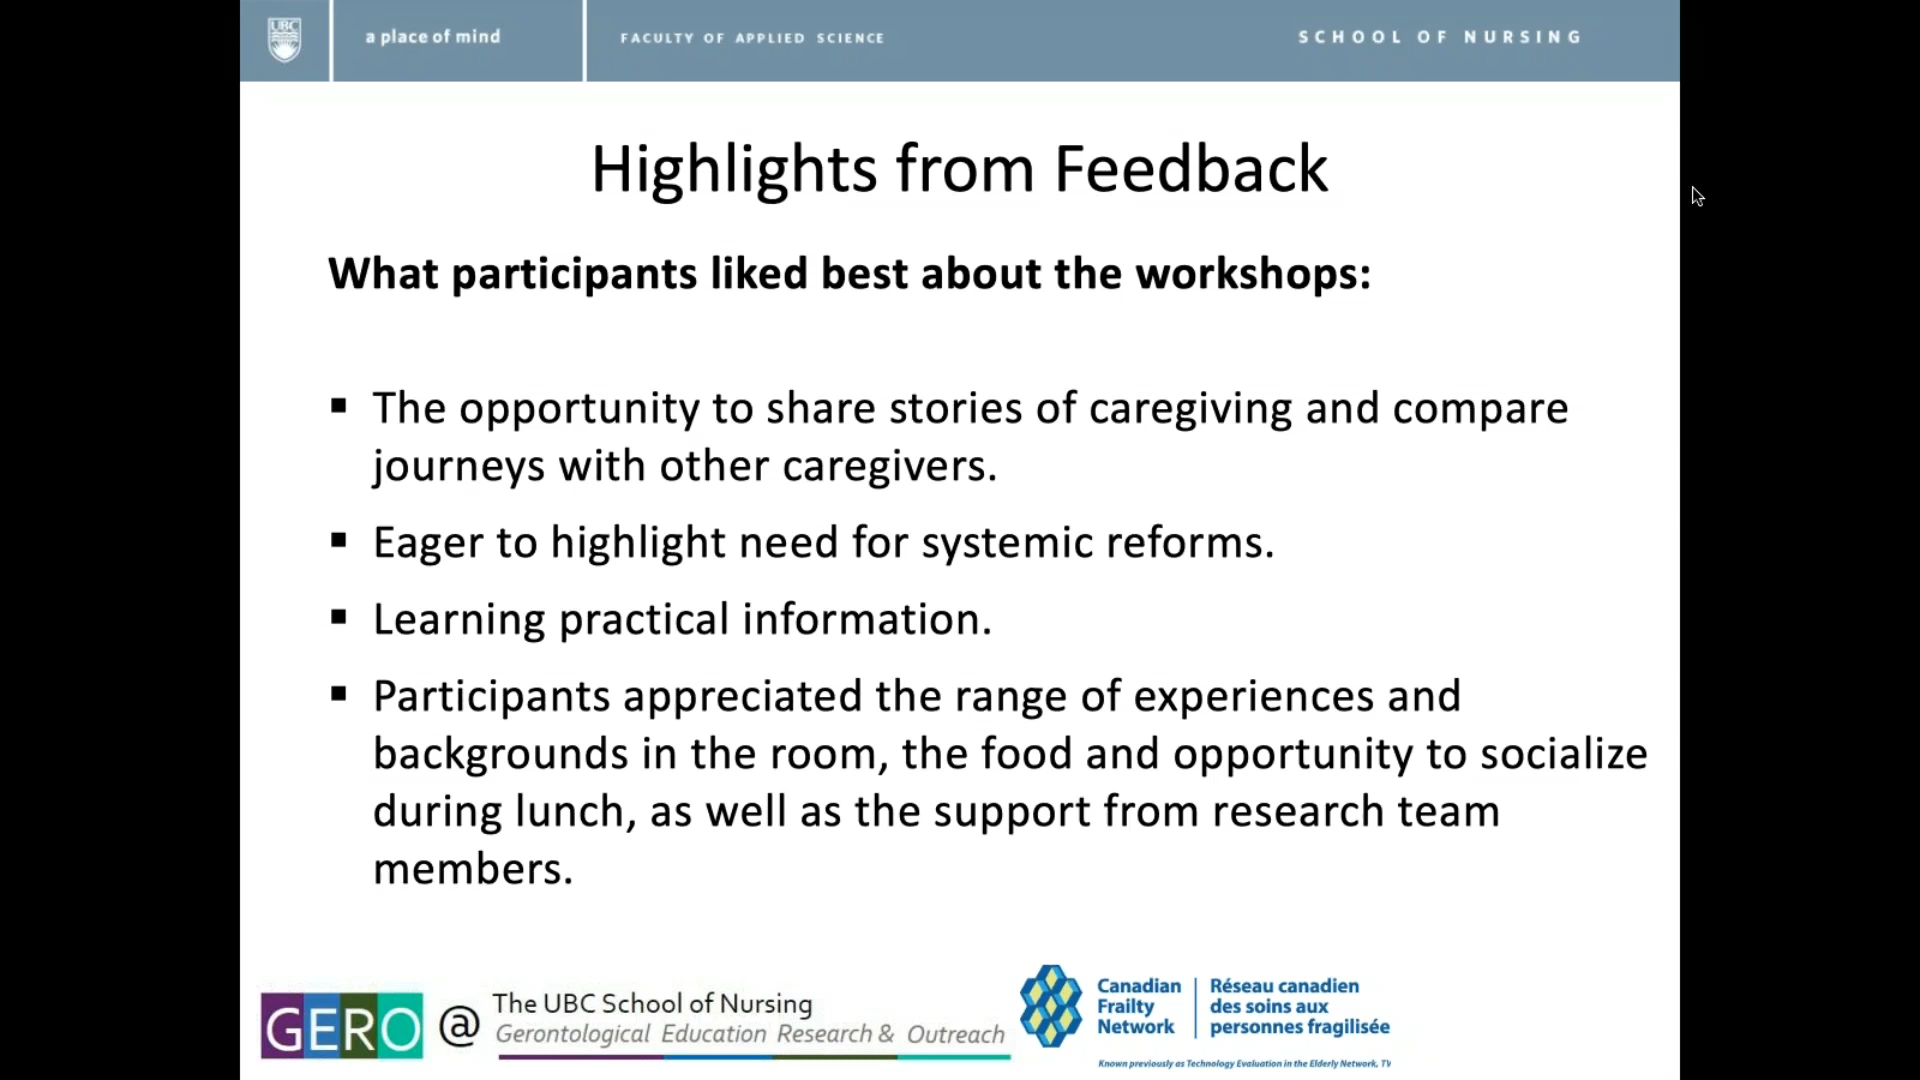 UBC
a place of mind
FACULTY OF APPLIED SCIENCE
SCHOOL OF NURSING
Highlights from Feedback
What participants liked best about the workshops:
▪ The opportunity to share stories of caregiving and compare
journeys with other caregivers.
▪ Eager to highlight need for systemic reforms.
▪ Learning practical information.
▪ Participants appreciated the range of experiences and
backgrounds in the room, the food and opportunity to socialize
during lunch, as well as the support from research team
members.
GERO @ The UBC School of Nursing
Gerontological Education Research & Outreach
Canadian
Frailty
Network
Réseau canadien
des soins aux
personnes fragilisée
Known previously as Technology Evaluation in the Elderly Network, TV